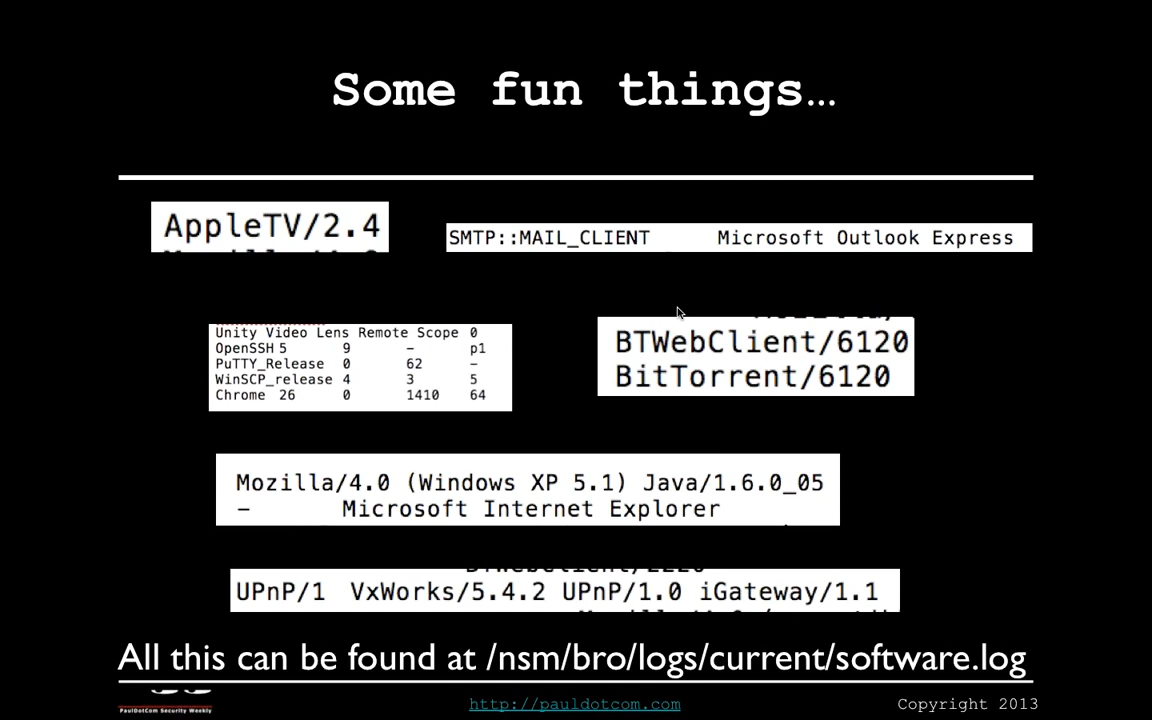 Some fun things…
AppleTV/2.4
SMTP::MAIL_CLIENT Microsoft Outlook Express
Unity Video Lens Remote Scope 0
OpenSSH 5 9 - p1
PuTTY_Release 0 62 -
WinSCP_release 4 3 5
Chrome 26 0 1410 64
BTWebClient/6120
BitTorrent/6120
Mozilla/4.0 (Windows XP 5.1) Java/1.6.0_05
- Microsoft Internet Explorer
UPnP/1 VxWorks/5.4.2 UPnP/1.0 iGateway/1.1
All this can be found at /nsm/bro/logs/current/software.log
PaulDotCom Security Weekly
http://pauldotcom.com
Copyright 2013